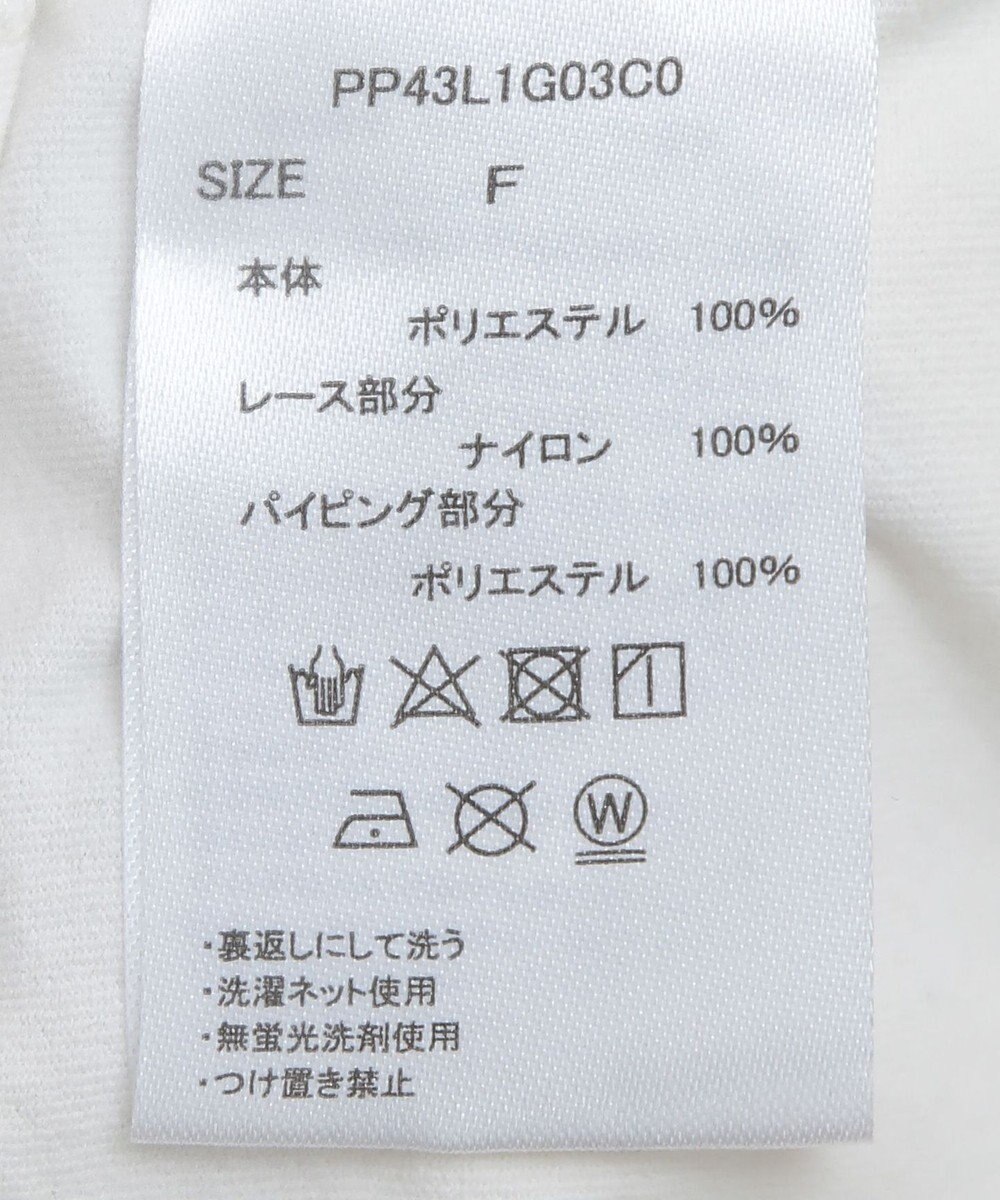 PP43L1G03C0
SIZE F
本体
ポリエステル 100%
レース部分
ナイロン 100%
パイピング部分
ポリエステル 100%
W
・裏返しにして洗う
・洗濯ネット使用
・無蛍光洗剤使用
・つけ置き禁止